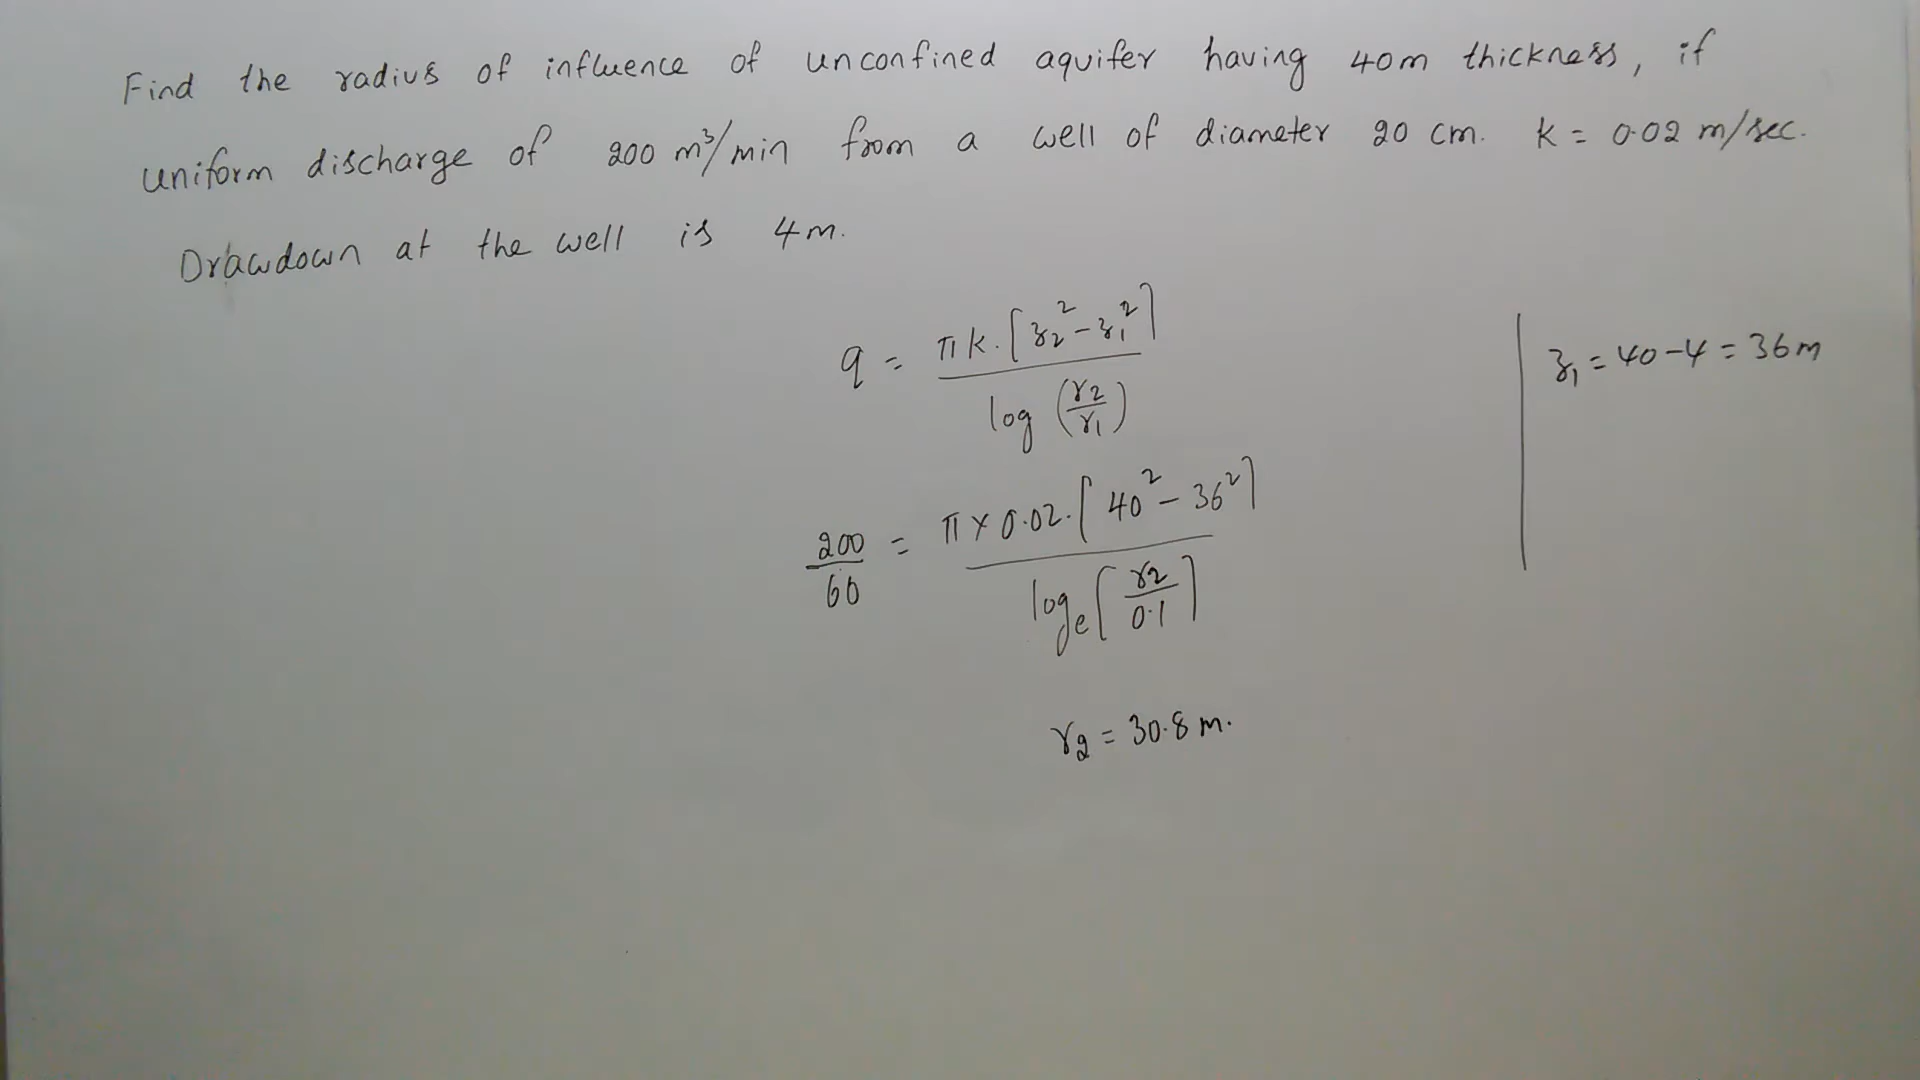 Find the radius of influence of unconfined aquifer having 40m thickness, if
uniform discharge of 200 m³/min from a well of diameter 20 cm. k = 0.02 m/sec.
Drawdown at the well is 4m.
q = πk.[z₂² - z₁²] / log (r₂/r₁)
z₁ = 40-4 = 36m
200/60 = π × 0.02.[40² - 36²] / logₑ[r₂/0.1]
r₂ = 30.8 m.